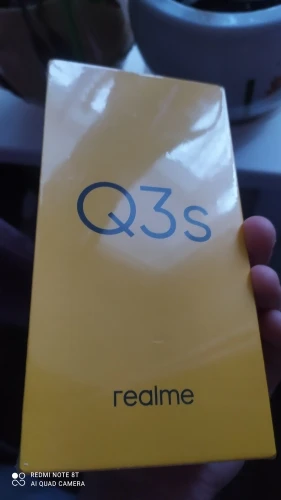 Q3s
realme
REDMI NOTE 8T
AI QUAD CAMERA